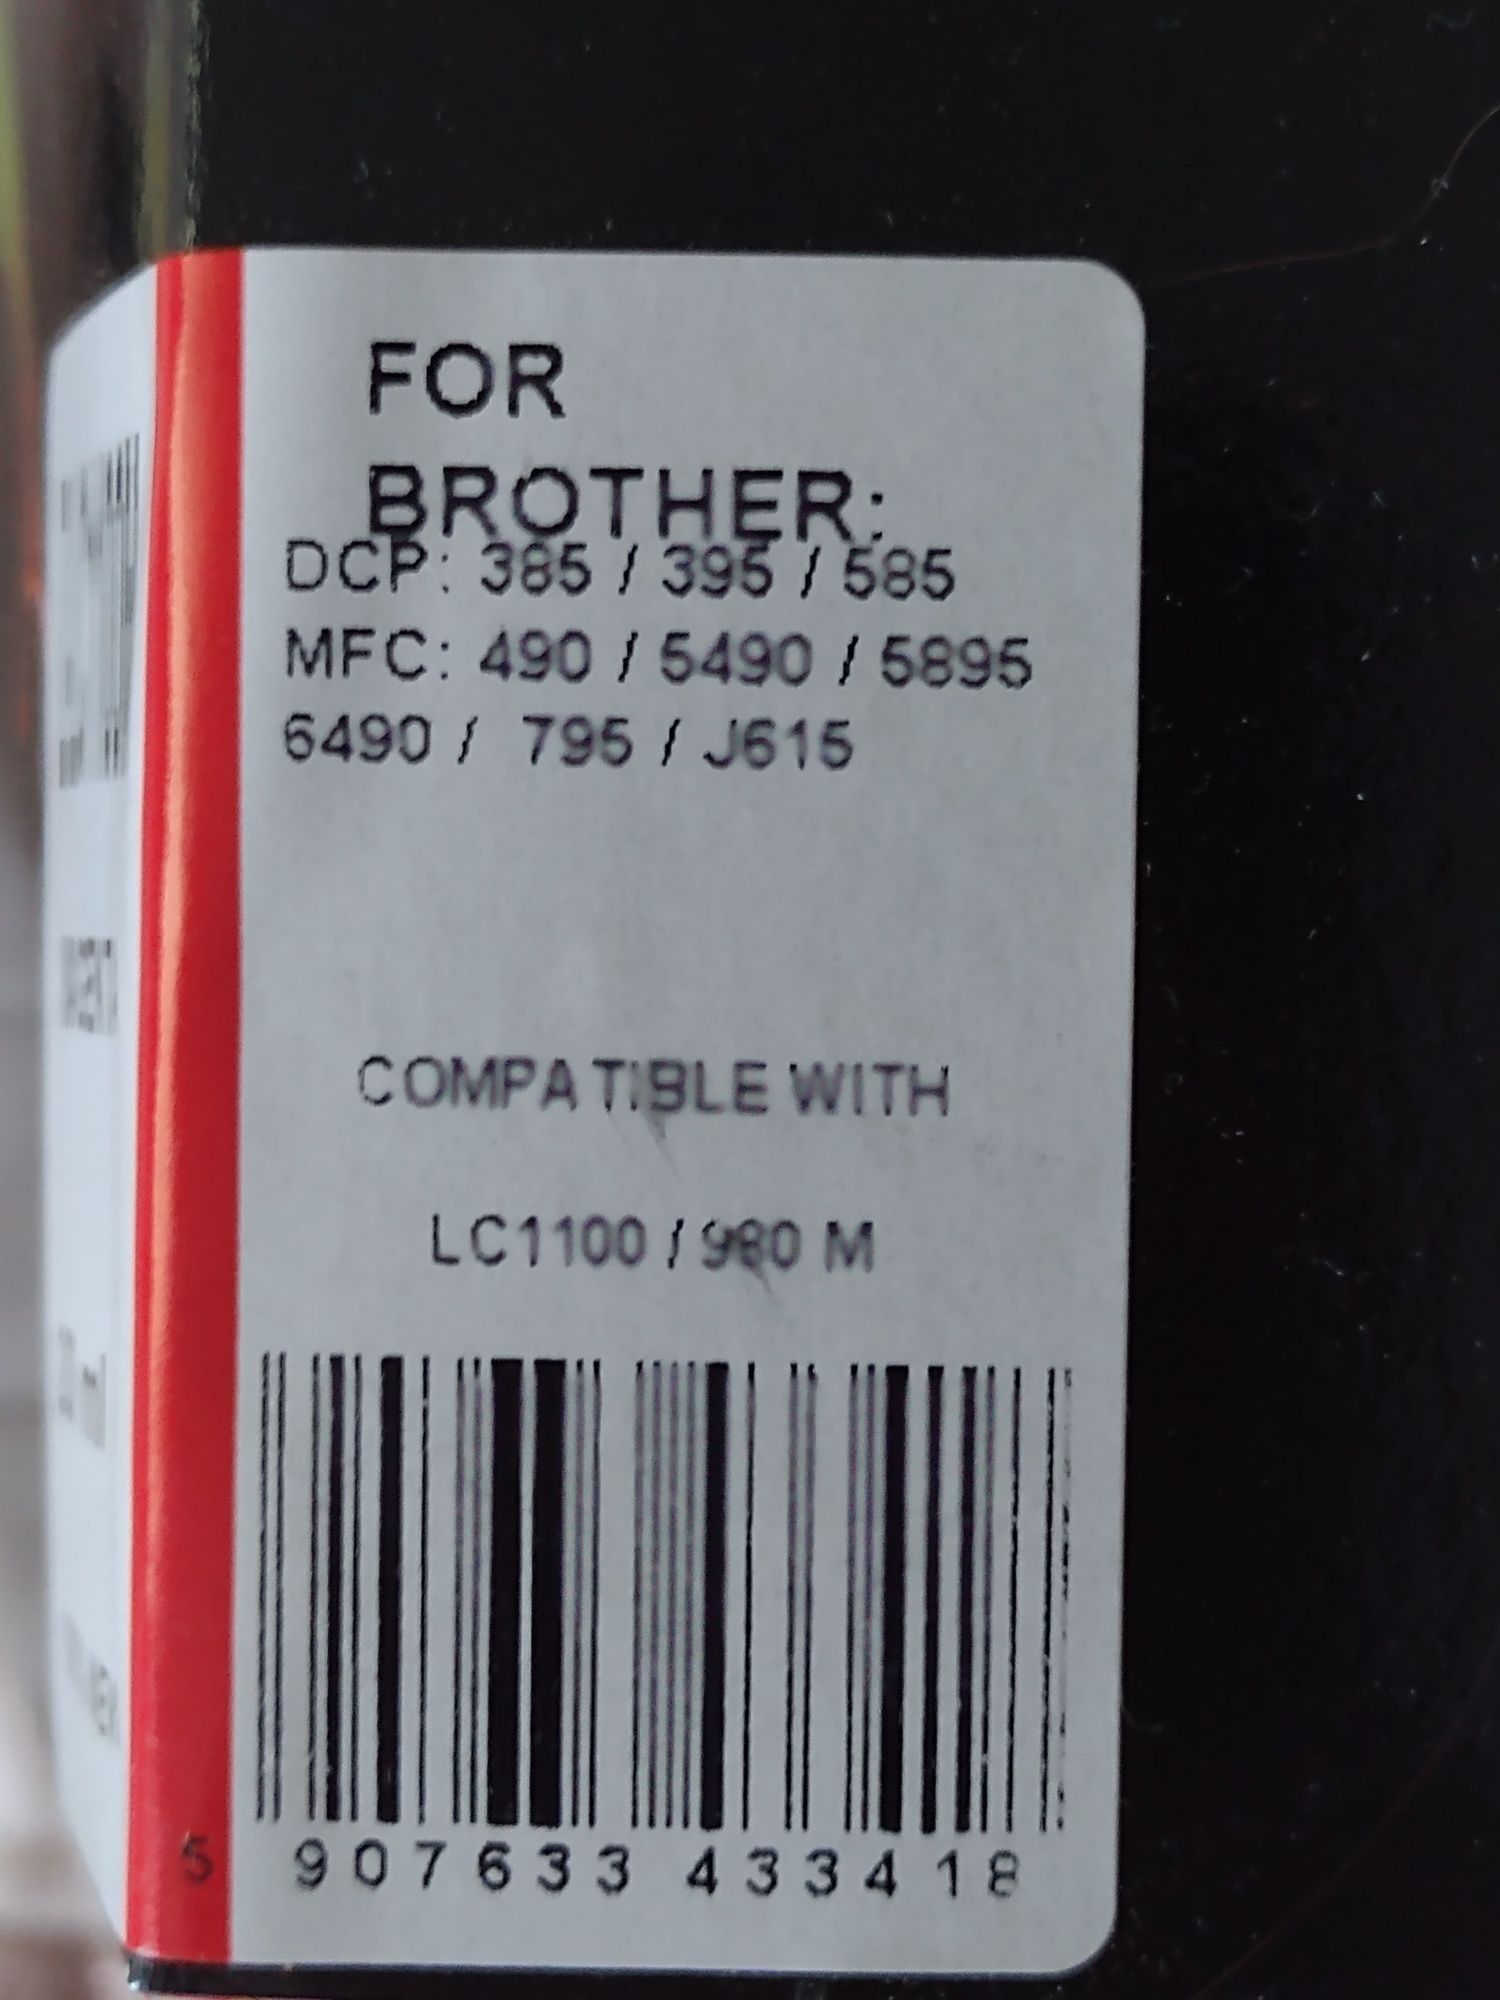 FOR
BROTHER:
DCP: 385 / 395 / 585
MFC: 490 / 5490 / 5895
6490 / 795 / J615
COMPATIBLE WITH
LC1100 / 980 M
5 907633 433418
ml